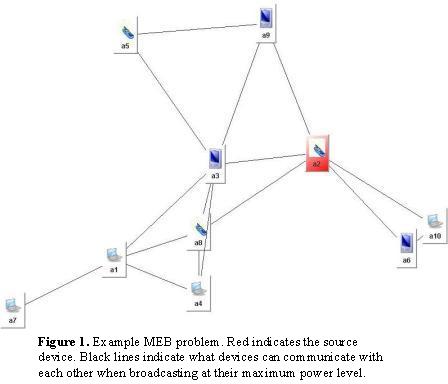 a5
a9
a3
a2
a8
a10
a6
a1
a4
a7
Figure 1. Example MEB problem. Red indicates the source
device. Black lines indicate what devices can communicate with
each other when broadcasting at their maximum power level.